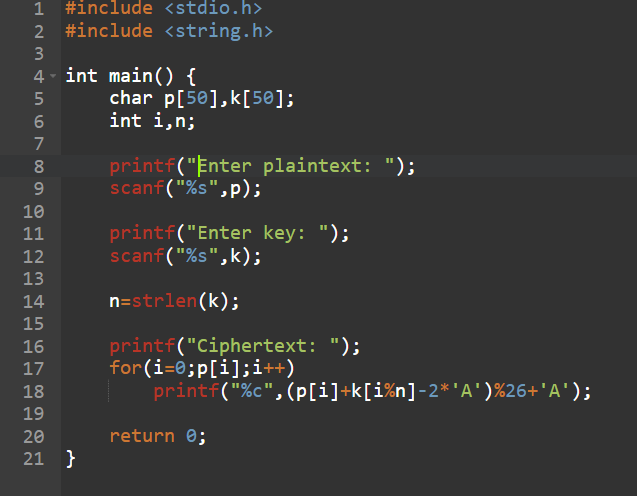 1 #include <stdio.h>
2 #include <string.h>
3
4 int main() {
5     char p[50],k[50];
6     int i,n;
7
8     printf("Enter plaintext: ");
9     scanf("%s",p);
10
11     printf("Enter key: ");
12     scanf("%s",k);
13
14     n=strlen(k);
15
16     printf("Ciphertext: ");
17     for(i=0;p[i];i++)
18         printf("%c",(p[i]+k[i%n]-2*'A')%26+'A');
19
20     return 0;
21 }